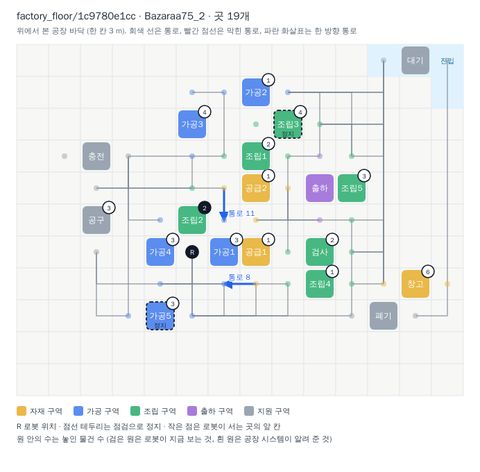 factory_floor/1c9780e1cc · Bazaraa75_2 · 곳 19개
위에서 본 공장 바닥 (한 칸 3 m). 회색 선은 통로, 빨간 점선은 막힌 통로, 파란 화살표는 한 방향 통로
대기
전립
1
가공2
4
가공3
4
조립3
정지
충전
2
조립1
1
공급2
출하
3
조립5
3
공구
2
조립2
통로 11
3
가공4
R
3
가공1
1
공급1
2
검사
통로 8
1
조립4
6
창고
3
가공5
정지
폐기
자재 구역
가공 구역
조립 구역
출하 구역
지원 구역
R 로봇 위치 · 점선 테두리는 점검으로 정지 · 작은 점은 로봇이 서는 곳의 앞 칸
원 안의 수는 놓인 물건 수 (검은 원은 로봇이 지금 보는 것, 흰 원은 공장 시스템이 알려 준 것)